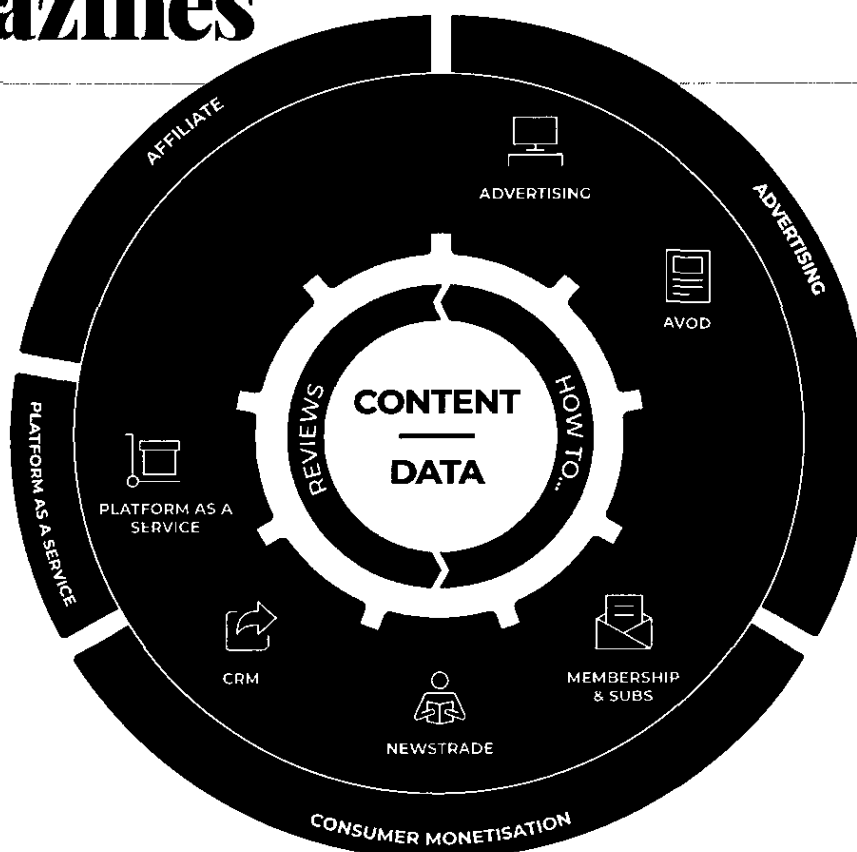 azines
AFFILIATE
ADVERTISING
ADVERTISING
AVOD
REVIEWS
CONTENT
DATA
HOW TO...
PLATFORM AS A SERVICE
PLATFORM AS A
SERVICE
CRM
NEWSTRADE
MEMBERSHIP
& SUBS
CONSUMER MONETISATION